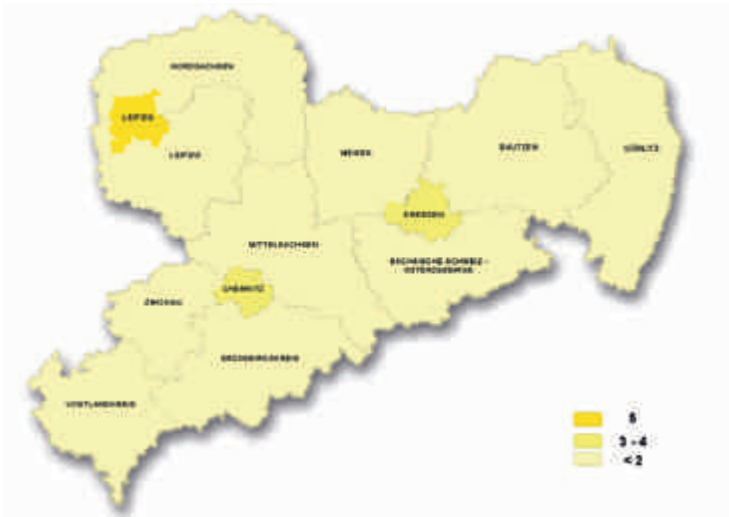 NORDSACHSEN
LEIPZIG
LEIPZIG
MEIßEN
BAUTZEN
GÖRLITZ
DRESDEN
MITTELSACHSEN
SÄCHSISCHE SCHWEIZ -
OSTERZGEBIRGE
CHEMNITZ
ZWICKAU
ERZGEBIRGSKREIS
VOGTLANDKREIS
5
3 - 4
< 2